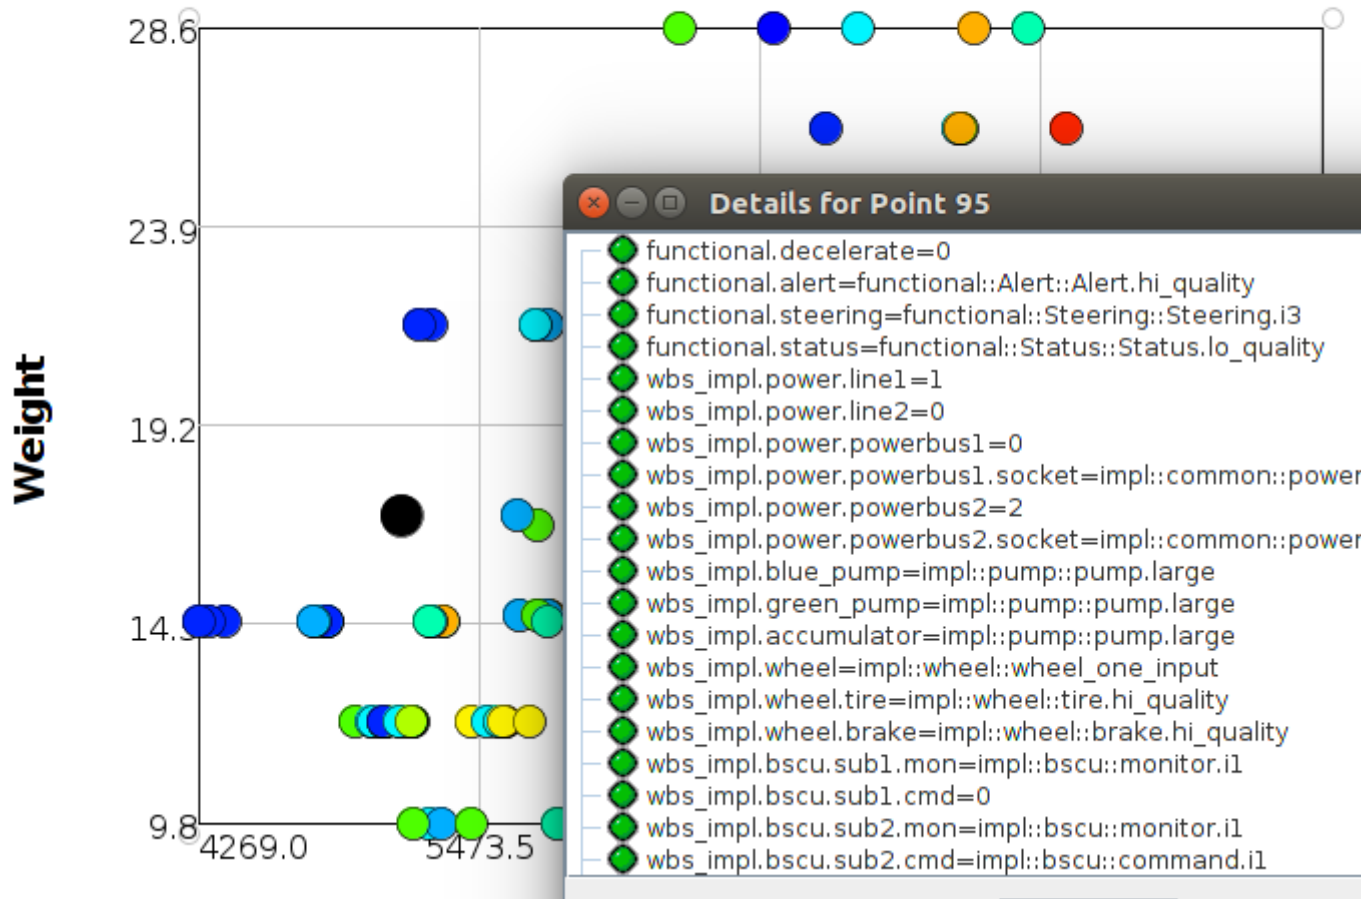 28.6
Details for Point 95
23.9
functional.decelerate=0
functional.alert=functional::Alert::Alert.hi_quality
functional.steering=functional::Steering::Steering.i3
functional.status=functional::Status::Status.lo_quality
wbs_impl.power.line1=1
19.2
wbs_impl.power.line2=0
Weight
wbs_impl.power.powerbus1=0
wbs_impl.power.powerbus1.socket=impl::common::power
wbs_impl.power.powerbus2=2
wbs_impl.power.powerbus2.socket=impl::common::power
wbs_impl.blue_pump=impl::pump::pump.large
wbs_impl.green_pump=impl::pump::pump.large
14.
wbs_impl.accumulator=impl::pump::pump.large
wbs_impl.wheel=impl::wheel::wheel_one_input
wbs_impl.wheel.tire=impl::wheel::tire.hi_quality
wbs_impl.wheel.brake=impl::wheel::brake.hi_quality
wbs_impl.bscu.sub1.mon=impl::bscu::monitor.i1
wbs_impl.bscu.sub1.cmd=0
9.8
wbs_impl.bscu.sub2.mon=impl::bscu::monitor.i1
4269.0
5473.5
wbs_impl.bscu.sub2.cmd=impl::bscu::command.i1